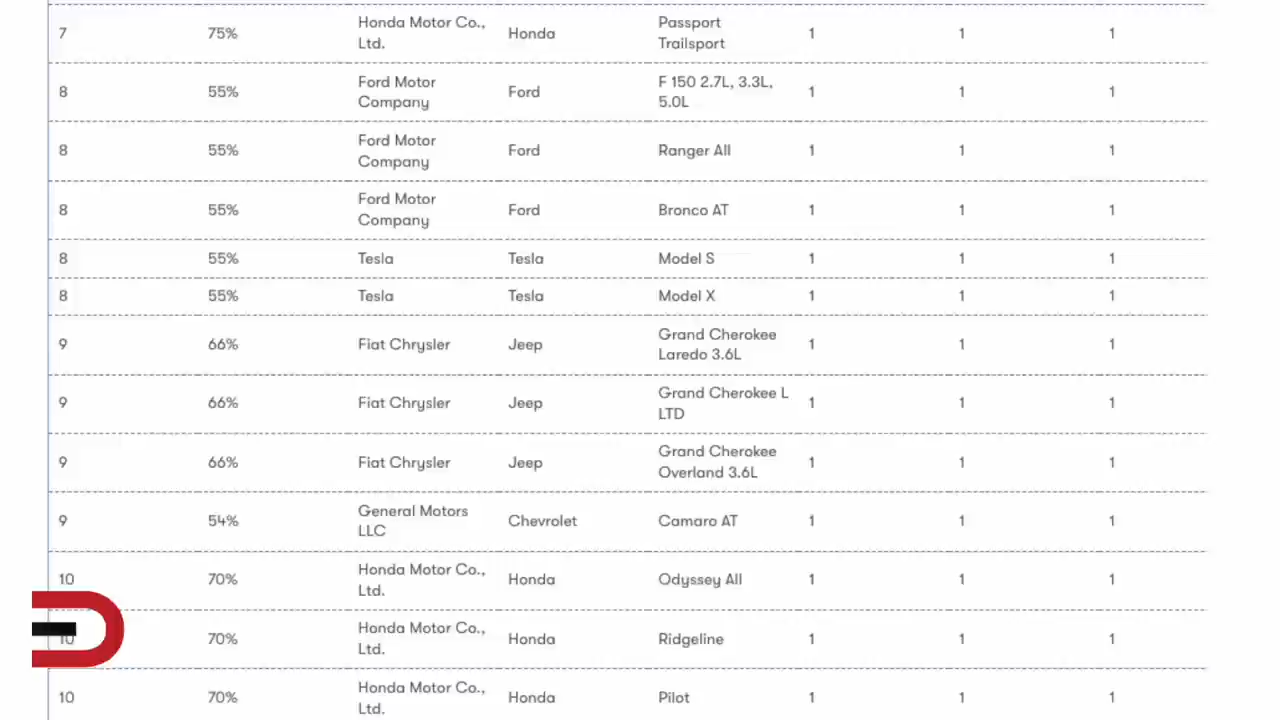 7 75% Honda Motor Co., Ltd. Honda Passport Trailsport 1 1 1
8 55% Ford Motor Company Ford F 150 2.7L, 3.3L, 5.0L 1 1 1
8 55% Ford Motor Company Ford Ranger All 1 1 1
8 55% Ford Motor Company Ford Bronco AT 1 1 1
8 55% Tesla Tesla Model S 1 1 1
8 55% Tesla Tesla Model X 1 1 1
9 66% Fiat Chrysler Jeep Grand Cherokee Laredo 3.6L 1 1 1
9 66% Fiat Chrysler Jeep Grand Cherokee L LTD 1 1 1
9 66% Fiat Chrysler Jeep Grand Cherokee Overland 3.6L 1 1 1
9 54% General Motors LLC Chevrolet Camaro AT 1 1 1
10 70% Honda Motor Co., Ltd. Honda Odyssey All 1 1 1
10 70% Honda Motor Co., Ltd. Honda Ridgeline 1 1 1
10 70% Honda Motor Co., Ltd. Honda Pilot 1 1 1